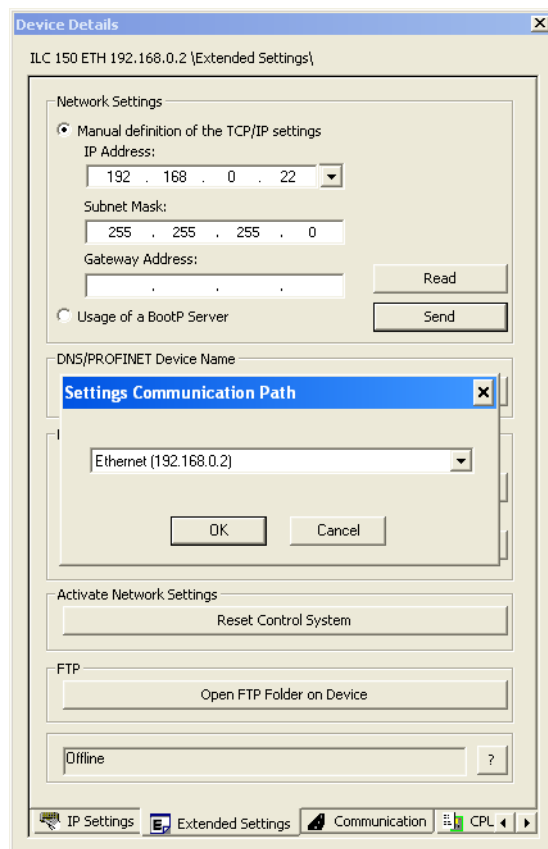 Device Details
ILC 150 ETH 192.168.0.2 \Extended Settings\
Network Settings
Manual definition of the TCP/IP settings
IP Address:
192 . 168 . 0 . 22
Subnet Mask:
255 . 255 . 255 . 0
Gateway Address:
. . .
Read
Usage of a BootP Server
Send
DNS/PROFINET Device Name
Settings Communication Path
Ethernet (192.168.0.2)
OK Cancel
Activate Network Settings
Reset Control System
FTP
Open FTP Folder on Device
Offline ?
IP Settings Extended Settings Communication CPL